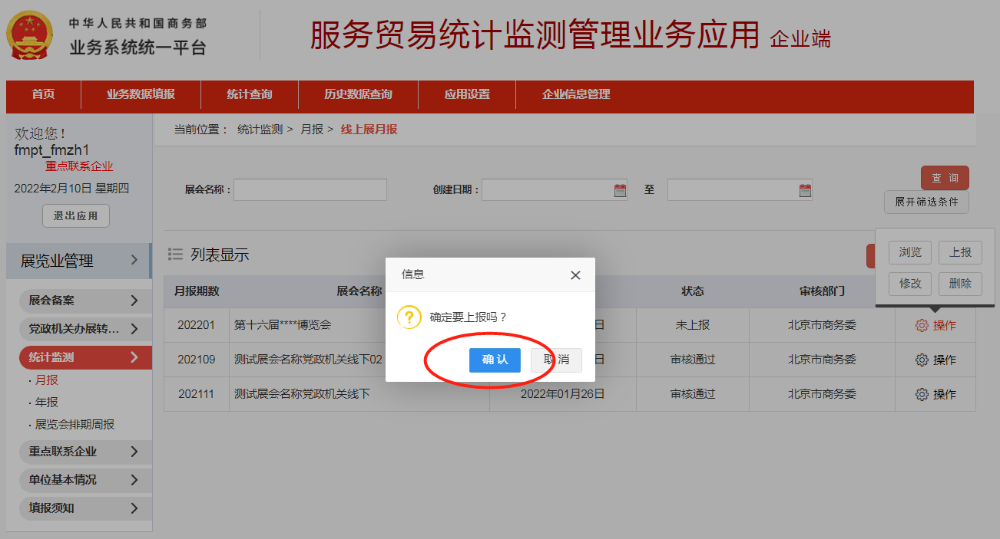 中华人民共和国商务部
业务系统统一平台
服务贸易统计监测管理业务应用 企业端
首页 业务数据填报 统计查询 历史数据查询 应用设置 企业信息管理
欢迎您！
fmpt_fmzh1
重点联系企业
2022年2月10日 星期四
退出应用
展览业管理
展会备案
党政机关办展转...
统计监测
· 月报
· 年报
· 展览会排期周报
重点联系企业
单位基本情况
填报须知
当前位置： 统计监测 > 月报 > 线上展月报
展会名称： 创建日期： 至
查 询
展开筛选条件
列表显示
浏览 上报
修改 删除
月报期数 展会名称 状态 审核部门
202201 第十六届****博览会 日 未上报 北京市商务委 操作
202109 测试展会名称党政机关线下02 日 审核通过 北京市商务委 操作
202111 测试展会名称党政机关线下 2022年01月26日 审核通过 北京市商务委 操作
信息
?
确定要上报吗？
确认 取消